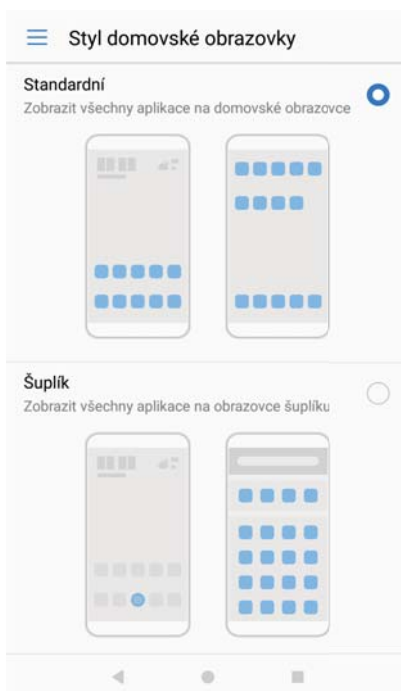 Styl domovské obrazovky
Standardní
Zobrazit všechny aplikace na domovské obrazovce
Šuplík
Zobrazit všechny aplikace na obrazovce šuplíku